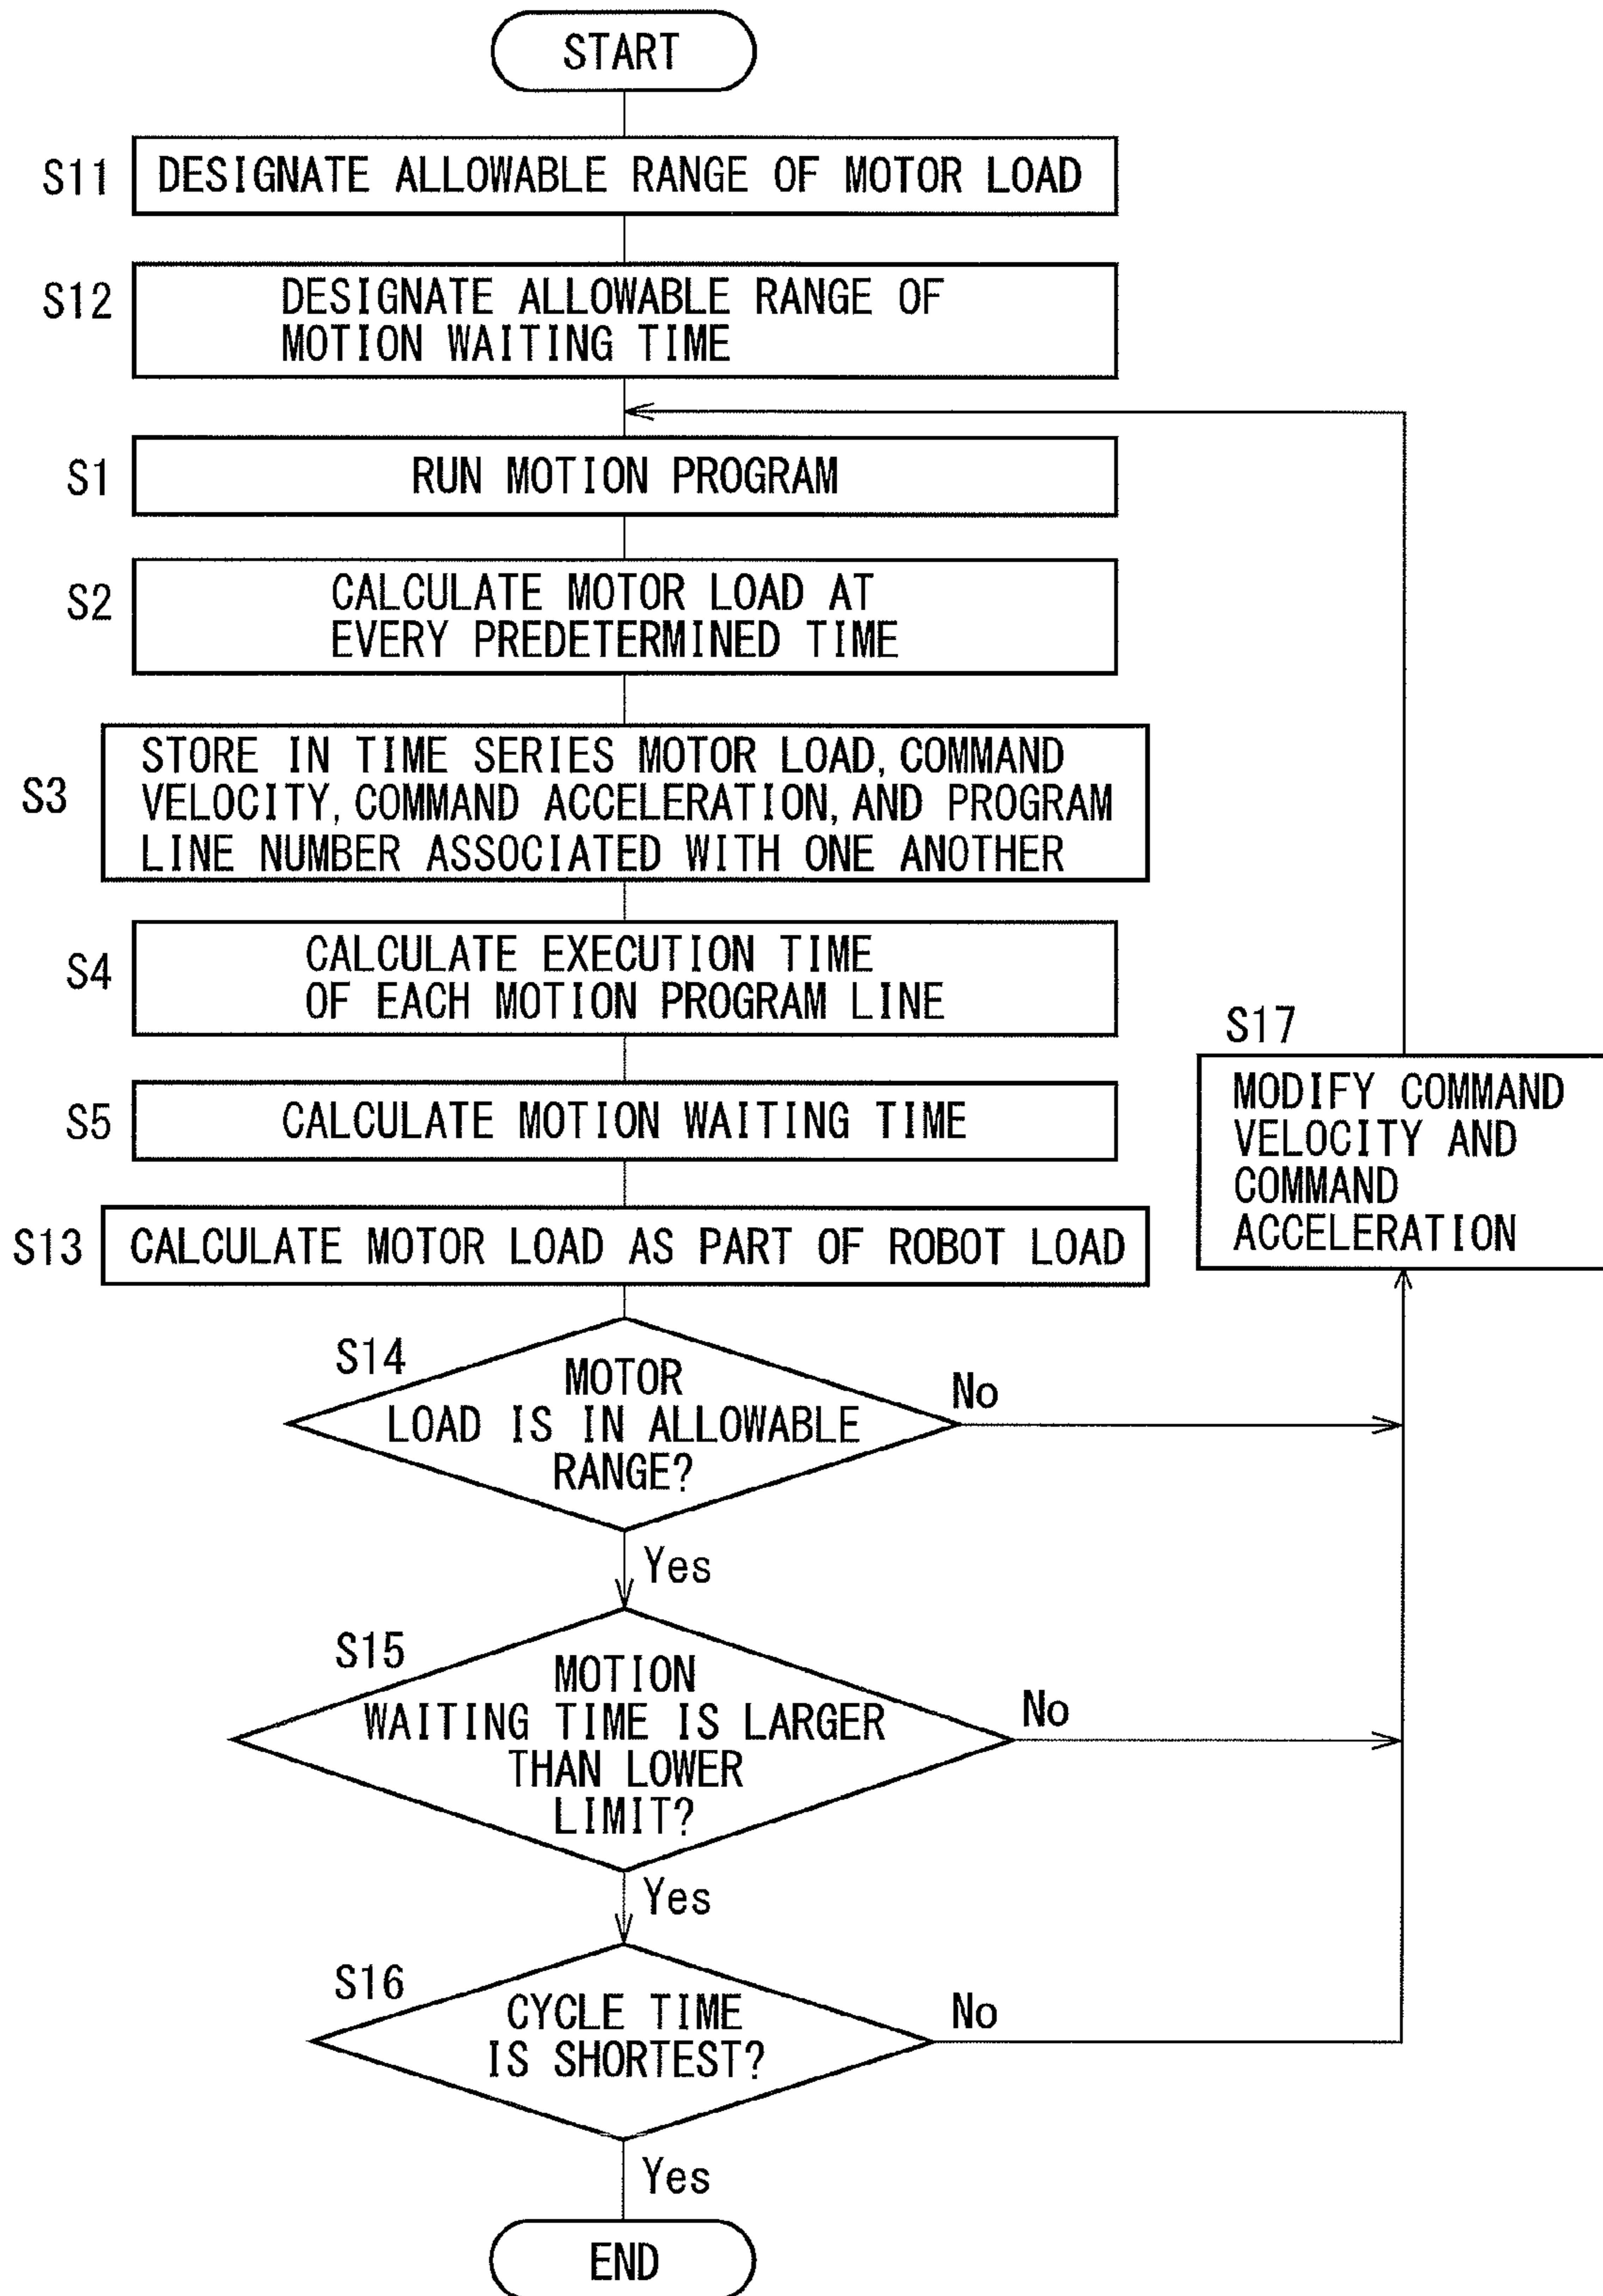 START
S11
DESIGNATE ALLOWABLE RANGE OF MOTOR LOAD
S12
DESIGNATE ALLOWABLE RANGE OF
MOTION WAITING TIME
S1
RUN MOTION PROGRAM
S2
CALCULATE MOTOR LOAD AT
EVERY PREDETERMINED TIME
S3
STORE IN TIME SERIES MOTOR LOAD, COMMAND
VELOCITY, COMMAND ACCELERATION, AND PROGRAM
LINE NUMBER ASSOCIATED WITH ONE ANOTHER
S4
CALCULATE EXECUTION TIME
OF EACH MOTION PROGRAM LINE
S5
CALCULATE MOTION WAITING TIME
S17
MODIFY COMMAND
VELOCITY AND
COMMAND
ACCELERATION
S13
CALCULATE MOTOR LOAD AS PART OF ROBOT LOAD
S14
MOTOR
LOAD IS IN ALLOWABLE
RANGE?
No
Yes
S15
MOTION
WAITING TIME IS LARGER
THAN LOWER
LIMIT?
No
Yes
S16
CYCLE TIME
IS SHORTEST?
No
Yes
END